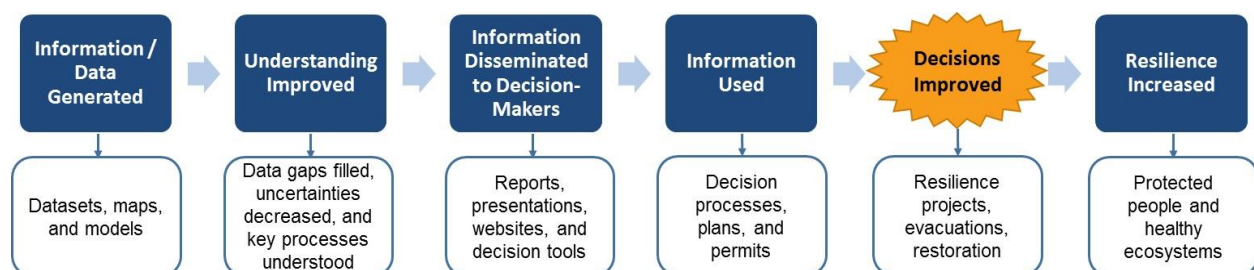 Information /
Data
Generated
Understanding
Improved
Information
Disseminated
to Decision-
Makers
Information
Used
Decisions
Improved
Resilience
Increased
Datasets, maps,
and models
Data gaps filled,
uncertainties
decreased, and
key processes
understood
Reports,
presentations,
websites, and
decision tools
Decision
processes,
plans, and
permits
Resilience
projects,
evacuations,
restoration
Protected
people and
healthy
ecosystems